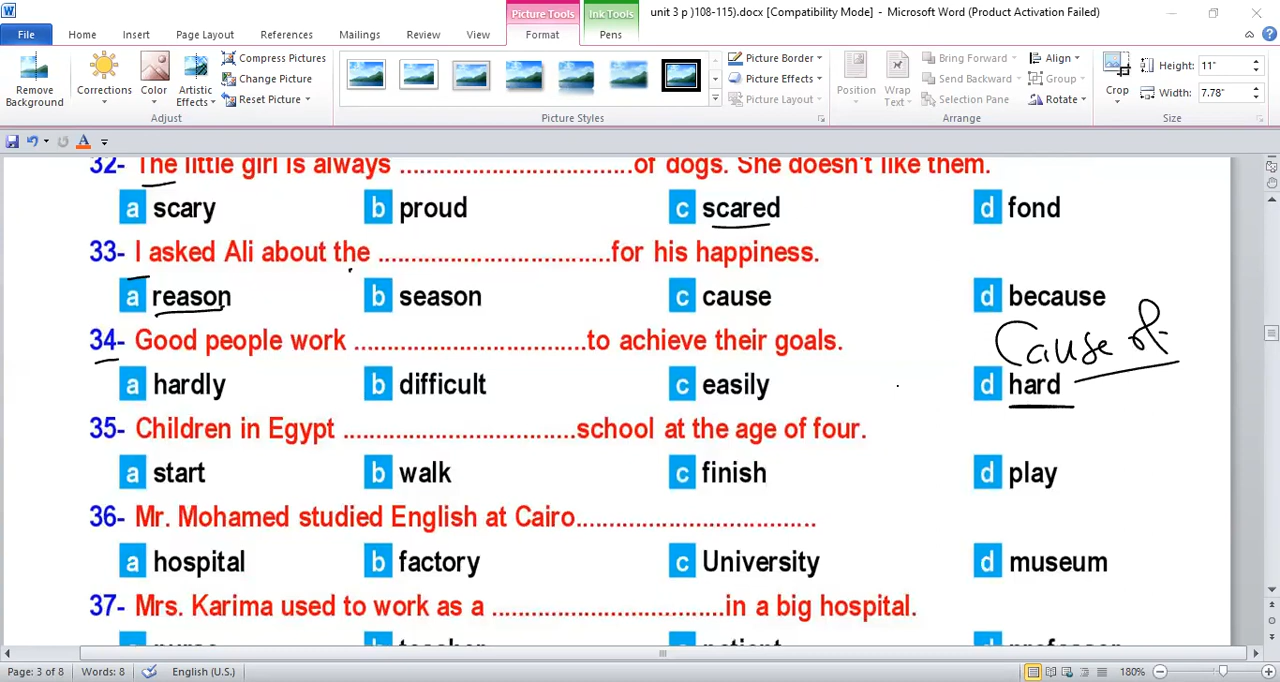 Picture Tools Ink Tools unit 3 p )108-115).docx [Compatibility Mode] - Microsoft Word (Product Activation Failed)
File Home Insert Page Layout References Mailings Review View Format Pens
Remove Background Corrections Color Artistic Effects Compress Pictures Change Picture Reset Picture
Picture Border Picture Effects Picture Layout Position Wrap Text Bring Forward Send Backward Selection Pane Align Group Rotate Crop Height: 11" Width: 7.78"
Adjust Picture Styles Arrange Size
32- The little girl is always ..................................of dogs. She doesn't like them.
a scary b proud c scared d fond
33- I asked Ali about the ..................................for his happiness.
a reason b season c cause d because
Cause of
34- Good people work ..................................to achieve their goals.
a hardly b difficult c easily d hard
35- Children in Egypt ..................................school at the age of four.
a start b walk c finish d play
36- Mr. Mohamed studied English at Cairo....................................
a hospital b factory c University d museum
37- Mrs. Karima used to work as a ..................................in a big hospital.
a nurse b teacher c patient d professor
Page: 3 of 8 Words: 8 English (U.S.) 180%